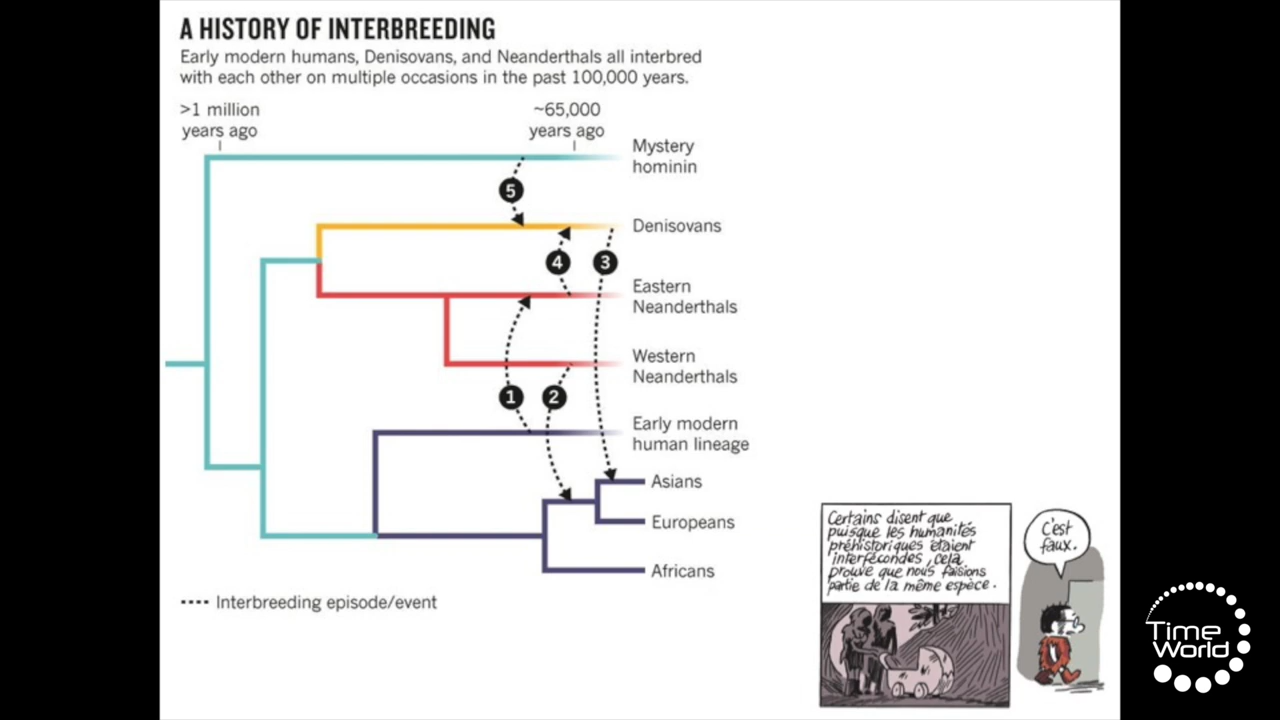 A HISTORY OF INTERBREEDING
Early modern humans, Denisovans, and Neanderthals all interbred
with each other on multiple occasions in the past 100,000 years.
>1 million
years ago
~65,000
years ago
Mystery
hominin
5
Denisovans
4
3
Eastern
Neanderthals
Western
Neanderthals
1
2
Early modern
human lineage
Asians
Europeans
Africans
Interbreeding episode/event
Certains disent que
puisque les humanités
préhistoriques étaient
interfécondes, cela
prouve que nous faisions
partie de la même espèce.
C'est
faux.
Time
World